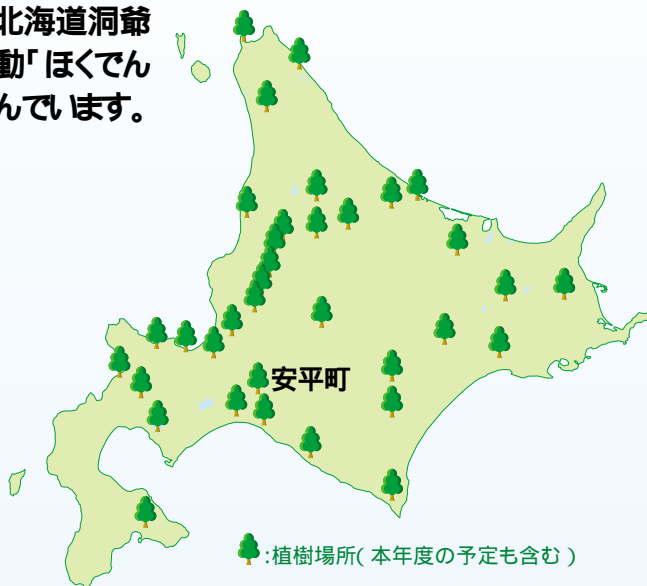 北海道洞爺
動「ほくでん
んでいます。
安平町
:植樹場所(本年度の予定も含む)